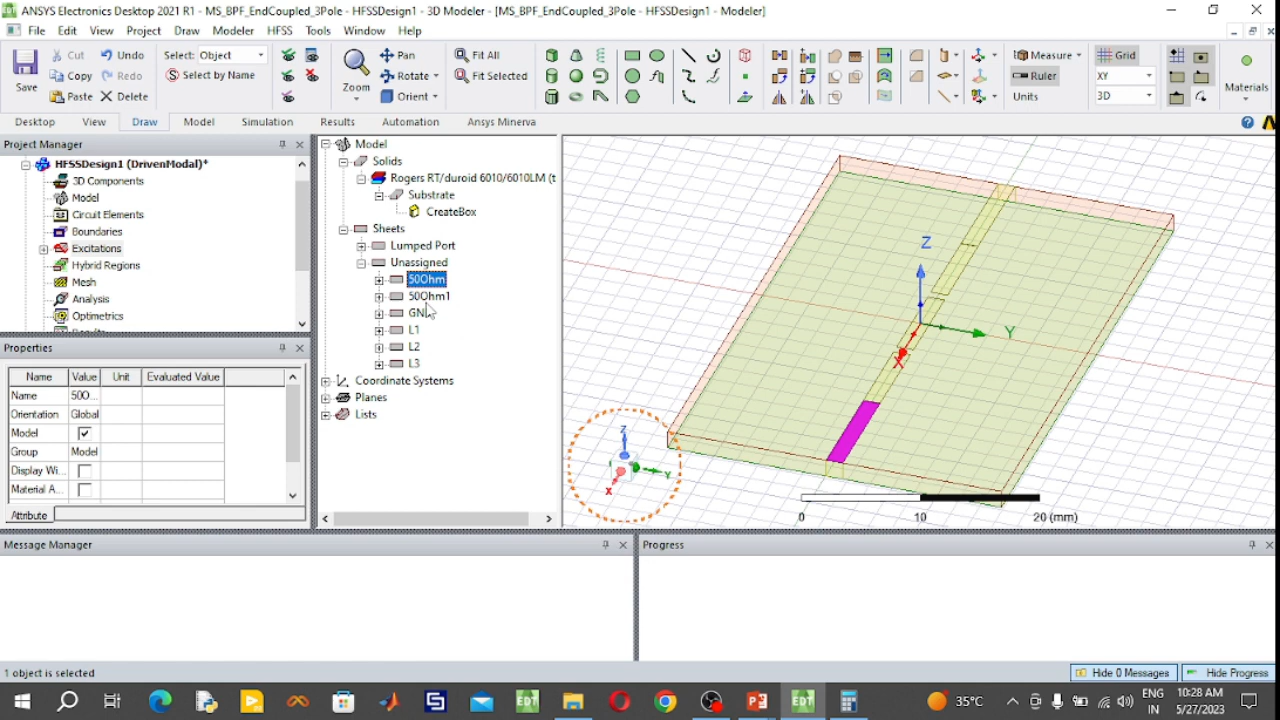 ANSYS Electronics Desktop 2021 R1 - MS_BPF_EndCoupled_3Pole - HFSSDesign1 - 3D Modeler - [MS_BPF_EndCoupled_3Pole - HFSSDesign1 - Modeler]
File Edit View Project Draw Modeler HFSS Tools Window Help
Save
Cut Undo Select: Object
Copy Redo Select by Name
Paste Delete
Zoom
Pan Fit All
Rotate Fit Selected
Orient
Measure Grid
Ruler XY
Units 3D
Materials
Desktop View Draw Model Simulation Results Automation Ansys Minerva
Project Manager
HFSSDesign1 (DrivenModal)*
3D Components
Model
Circuit Elements
Boundaries
Excitations
Hybrid Regions
Mesh
Analysis
Optimetrics
Properties
Name Value Unit Evaluated Value
Name 50O...
Orientation Global
Model
Group Model
Display Wi...
Material A...
Attribute
Model
Solids
Rogers RT/duroid 6010/6010LM (t
Substrate
CreateBox
Sheets
Lumped Port
Unassigned
50Ohm
50Ohm1
L1
L2
L3
Coordinate Systems
Planes
Lists
Z
Y
X
Z
Y
X
0 10 20 (mm)
Message Manager
Progress
1 object is selected
Hide 0 Messages Hide Progress
35°C
ENG
IN
10:28 AM
5/27/2023